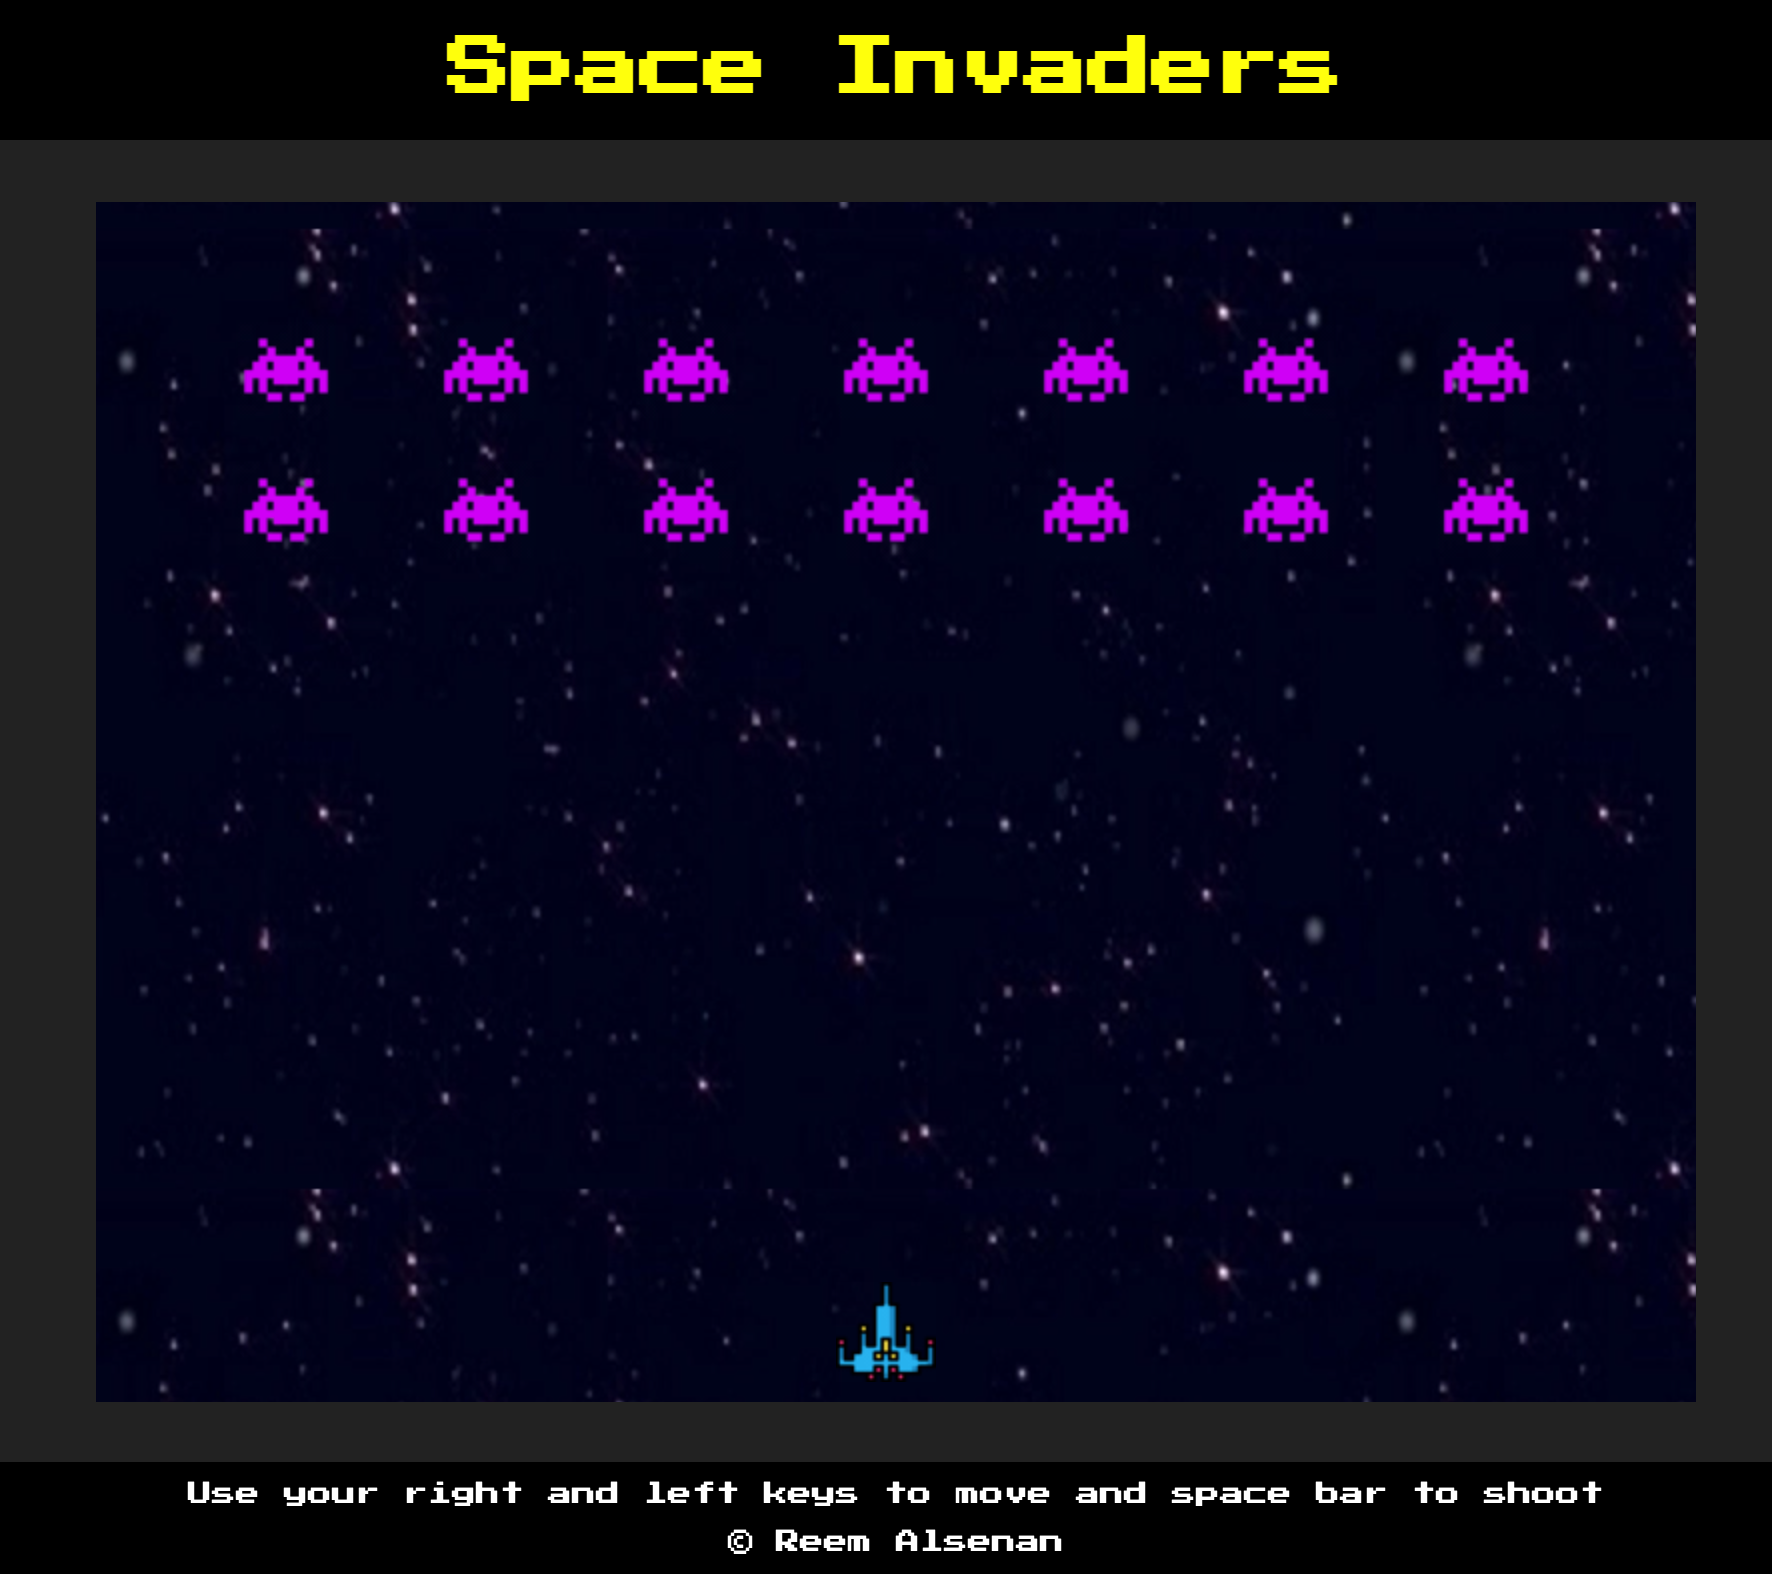 Space Invaders
Use your right and left keys to move and space bar to shoot
© Reem Alsenan